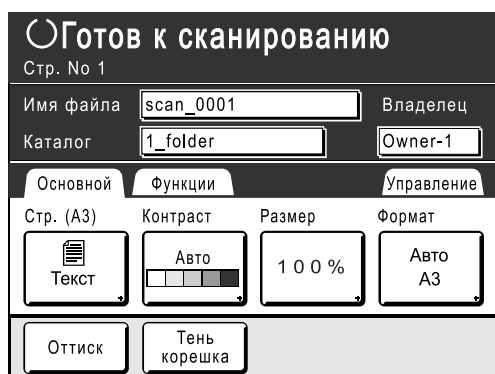 Готов к сканированию
Стр. No 1
Имя файла scan_0001 Владелец
Каталог 1_folder Owner-1
Основной Функции Управление
Стр. (А3) Контраст Размер Формат
Текст Авто 100% Авто А3
Оттиск Тень корешка